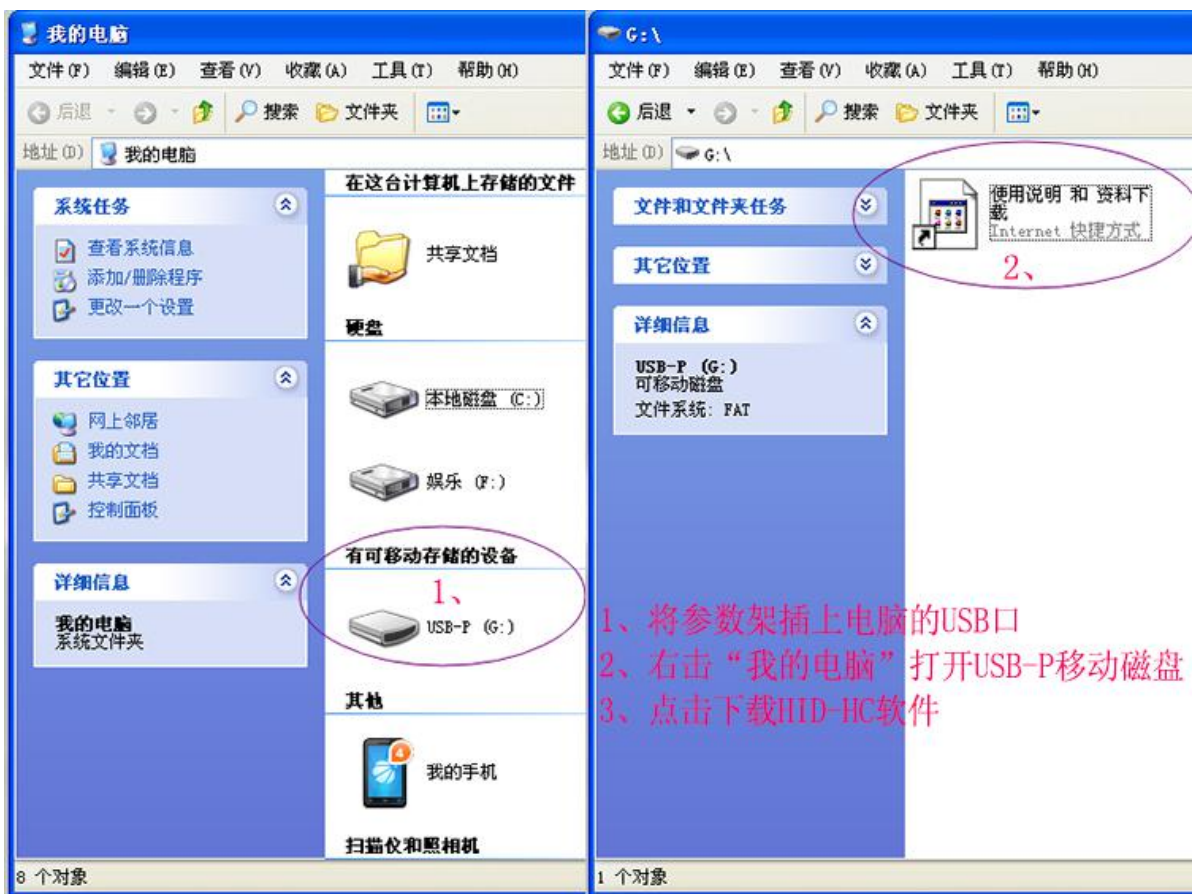 我的电脑
文件(F) 编辑(E) 查看(V) 收藏(A) 工具(T) 帮助(H)
后退 搜索 文件夹
地址(D) 我的电脑
系统任务
查看系统信息
添加/删除程序
更改一个设置
其它位置
网上邻居
我的文档
共享文档
控制面板
详细信息
我的电脑
系统文件夹
在这台计算机上存储的文件
共享文档
硬盘
本地磁盘 (C:)
娱乐 (F:)
有可移动存储的设备
1、
USB-P (G:)
其他
4
我的手机
扫描仪和照相机
8 个对象
G:\
文件(F) 编辑(E) 查看(V) 收藏(A) 工具(T) 帮助(H)
后退 搜索 文件夹
地址(D) G:\
文件和文件夹任务
其它位置
详细信息
USB-P (G:)
可移动磁盘
文件系统: FAT
使用说明 和 资料下
载
Internet 快捷方式
2、
1、将参数架插上电脑的USB口
2、右击“我的电脑”打开USB-P移动磁盘
3、点击下载HID-HC软件
1 个对象